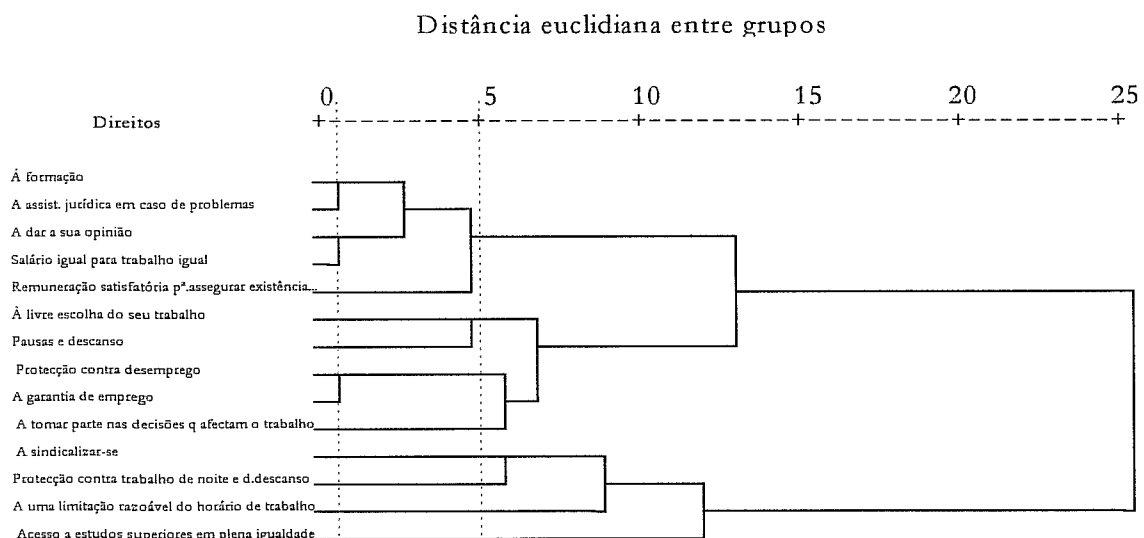 Distância euclidiana entre grupos
0 5 10 15 20 25
Direitos
À formação
A assist. jurídica em caso de problemas
A dar a sua opinião
Salário igual para trabalho igual
Remuneração satisfatória pª.assegurar existência...
À livre escolha do seu trabalho
Pausas e descanso
Protecção contra desemprego
A garantia de emprego
A tomar parte nas decisões q afectam o trabalho
A sindicalizar-se
Protecção contra trabalho de noite e d.descanso
A uma limitação razoável do horário de trabalho
Acesso a estudos superiores em plena igualdade